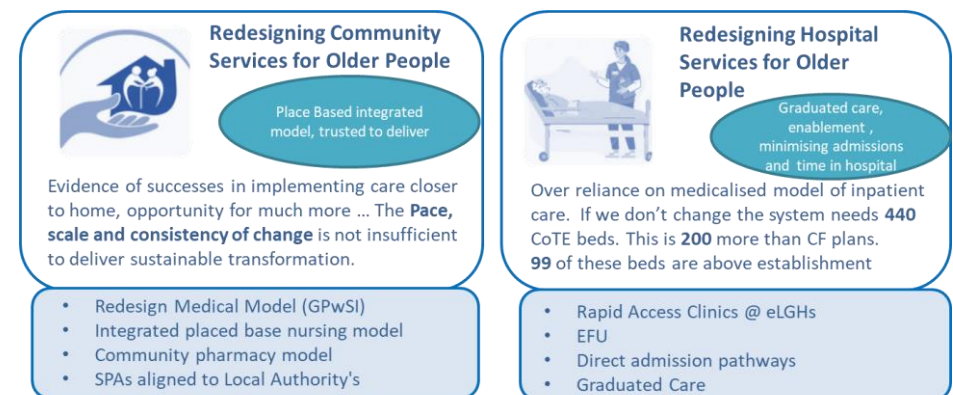 Redesigning Community
Services for Older People
Place Based integrated
model, trusted to deliver
Evidence of successes in implementing care closer
to home, opportunity for much more ... The Pace,
scale and consistency of change is not insufficient
to deliver sustainable transformation.
• Redesign Medical Model (GPwSI)
• Integrated placed base nursing model
• Community pharmacy model
• SPAs aligned to Local Authority's
Redesigning Hospital
Services for Older
People
Graduated care,
enablement ,
minimising admissions
and time in hospital
Over reliance on medicalised model of inpatient
care. If we don't change the system needs 440
CoTE beds. This is 200 more than CF plans.
99 of these beds are above establishment
• Rapid Access Clinics @ eLGHs
• EFU
• Direct admission pathways
• Graduated Care